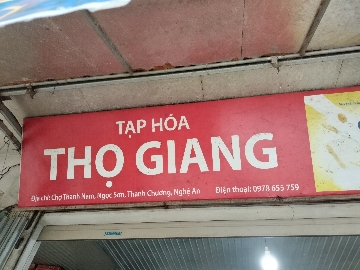 TẠP HÓA
THỌ GIANG
Địa chỉ: Chợ Thanh Nam, Ngọc Sơn, Thanh Chương, Nghệ An Điện thoại: 0978 655 759